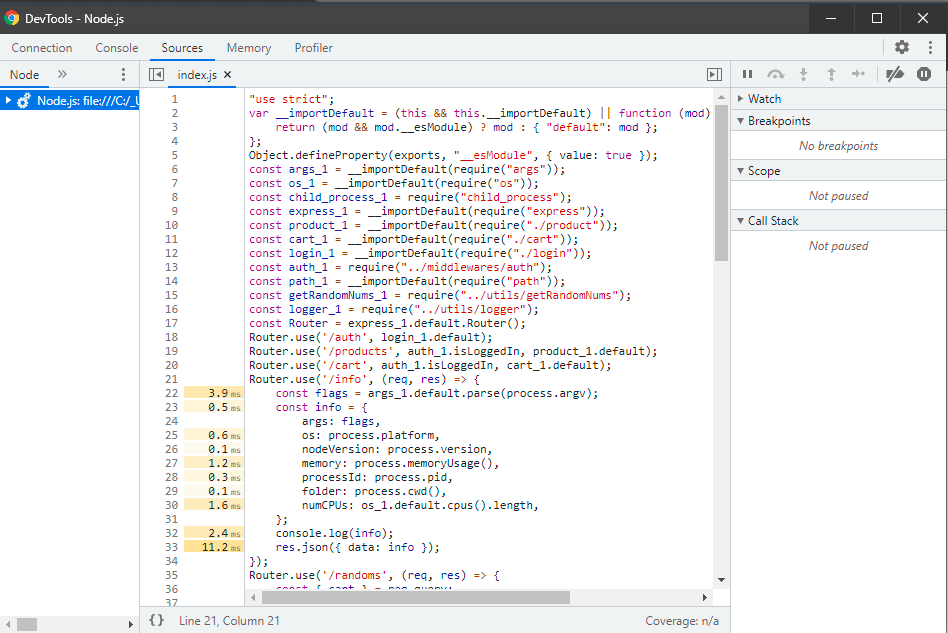 DevTools - Node.js
Connection Console Sources Memory Profiler
Node » index.js ×
Node.js: file:///C:/_U
1 "use strict";
2 var __importDefault = (this && this.__importDefault) || function (mod)
3 return (mod && mod.__esModule) ? mod : { "default": mod };
4 };
5 Object.defineProperty(exports, "__esModule", { value: true });
6 const args_1 = __importDefault(require("args"));
7 const os_1 = __importDefault(require("os"));
8 const child_process_1 = require("child_process");
9 const express_1 = __importDefault(require("express"));
10 const product_1 = __importDefault(require("./product"));
11 const cart_1 = __importDefault(require("./cart"));
12 const login_1 = __importDefault(require("./login"));
13 const auth_1 = require("../middlewares/auth");
14 const path_1 = __importDefault(require("path"));
15 const getRandomNums_1 = require("../utils/getRandomNums");
16 const logger_1 = require("../utils/logger");
17 const Router = express_1.default.Router();
18 Router.use('/auth', login_1.default);
19 Router.use('/products', auth_1.isLoggedIn, product_1.default);
20 Router.use('/cart', auth_1.isLoggedIn, cart_1.default);
21 Router.use('/info', (req, res) => {
22 3.9 ms const flags = args_1.default.parse(process.argv);
23 0.5 ms const info = {
24 args: flags,
25 0.6 ms os: process.platform,
26 0.1 ms nodeVersion: process.version,
27 1.2 ms memory: process.memoryUsage(),
28 0.3 ms processId: process.pid,
29 0.1 ms folder: process.cwd(),
30 1.6 ms numCPUs: os_1.default.cpus().length,
31 };
32 2.4 ms console.log(info);
33 11.2 ms res.json({ data: info });
34 });
35 Router.use('/randoms', (req, res) => {
36 const { cant } = req.query;
37
{} Line 21, Column 21 Coverage: n/a
Watch
Breakpoints
No breakpoints
Scope
Not paused
Call Stack
Not paused